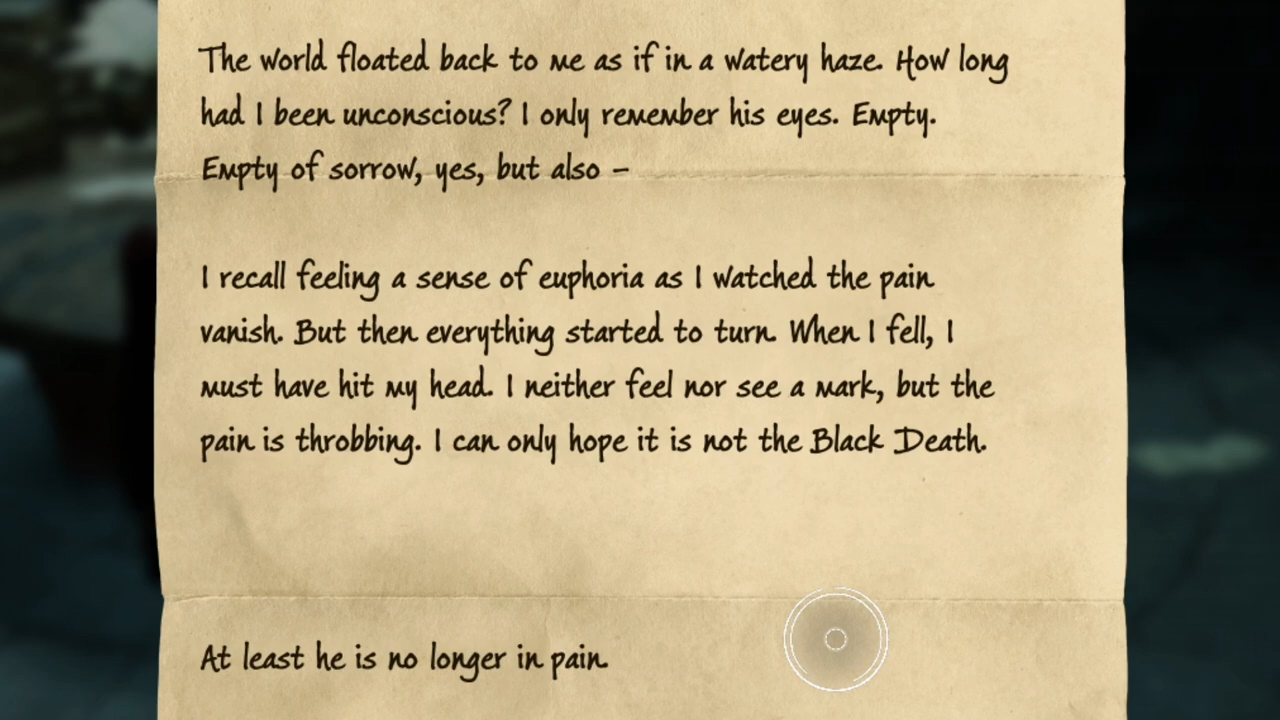 The world floated back to me as if in a watery haze. How long
had I been unconscious? I only remember his eyes. Empty.
Empty of sorrow, yes, but also –
I recall feeling a sense of euphoria as I watched the pain
vanish. But then everything started to turn. When I fell, I
must have hit my head. I neither feel nor see a mark, but the
pain is throbbing. I can only hope it is not the Black Death.
At least he is no longer in pain.